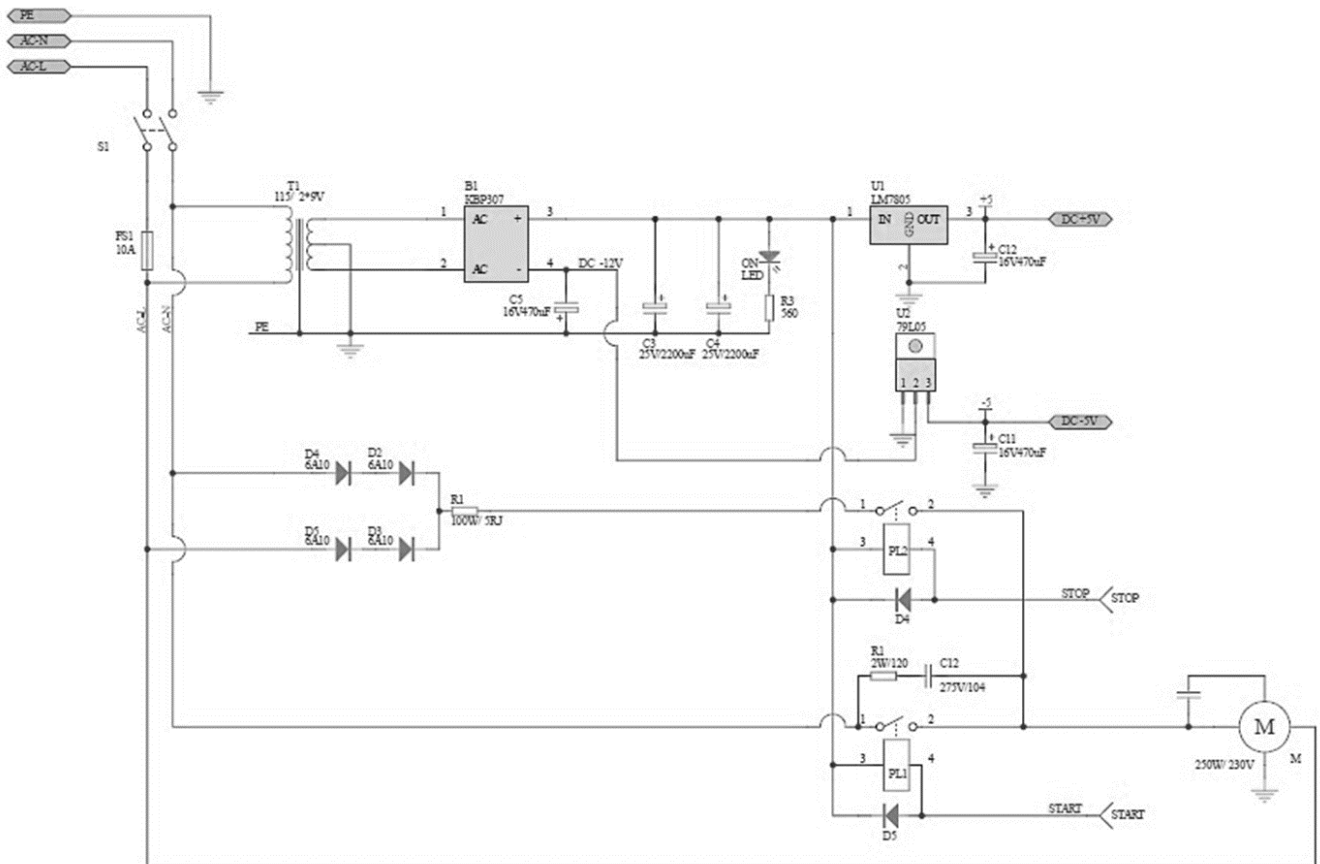 PE
AC-N
AC-L
S1
T1
115/ 2*9V
B1
KBP307
U1
LM7805
1
AC
+
3
1
IN
GND
OUT
3
+5
DC+5V
FS1
10A
2
AC
-
4
DC -12V
ON
LED
2
C12
16V470uF
C5
16V470uF
R3
560
AC-L
AC-N
PE
C3
25V/2200uF
C4
25V/2200uF
U2
79L05
1 2 3
-5
DC-5V
C11
16V470uF
D4
6A10
D2
6A10
R1
100W/ 5RJ
1
2
D5
6A10
D3
6A10
3
PL2
4
STOP
STOP
D4
R1
2W/120
C12
275V/104
1
2
M
250W/ 230V
M
3
PL1
4
START
START
D5